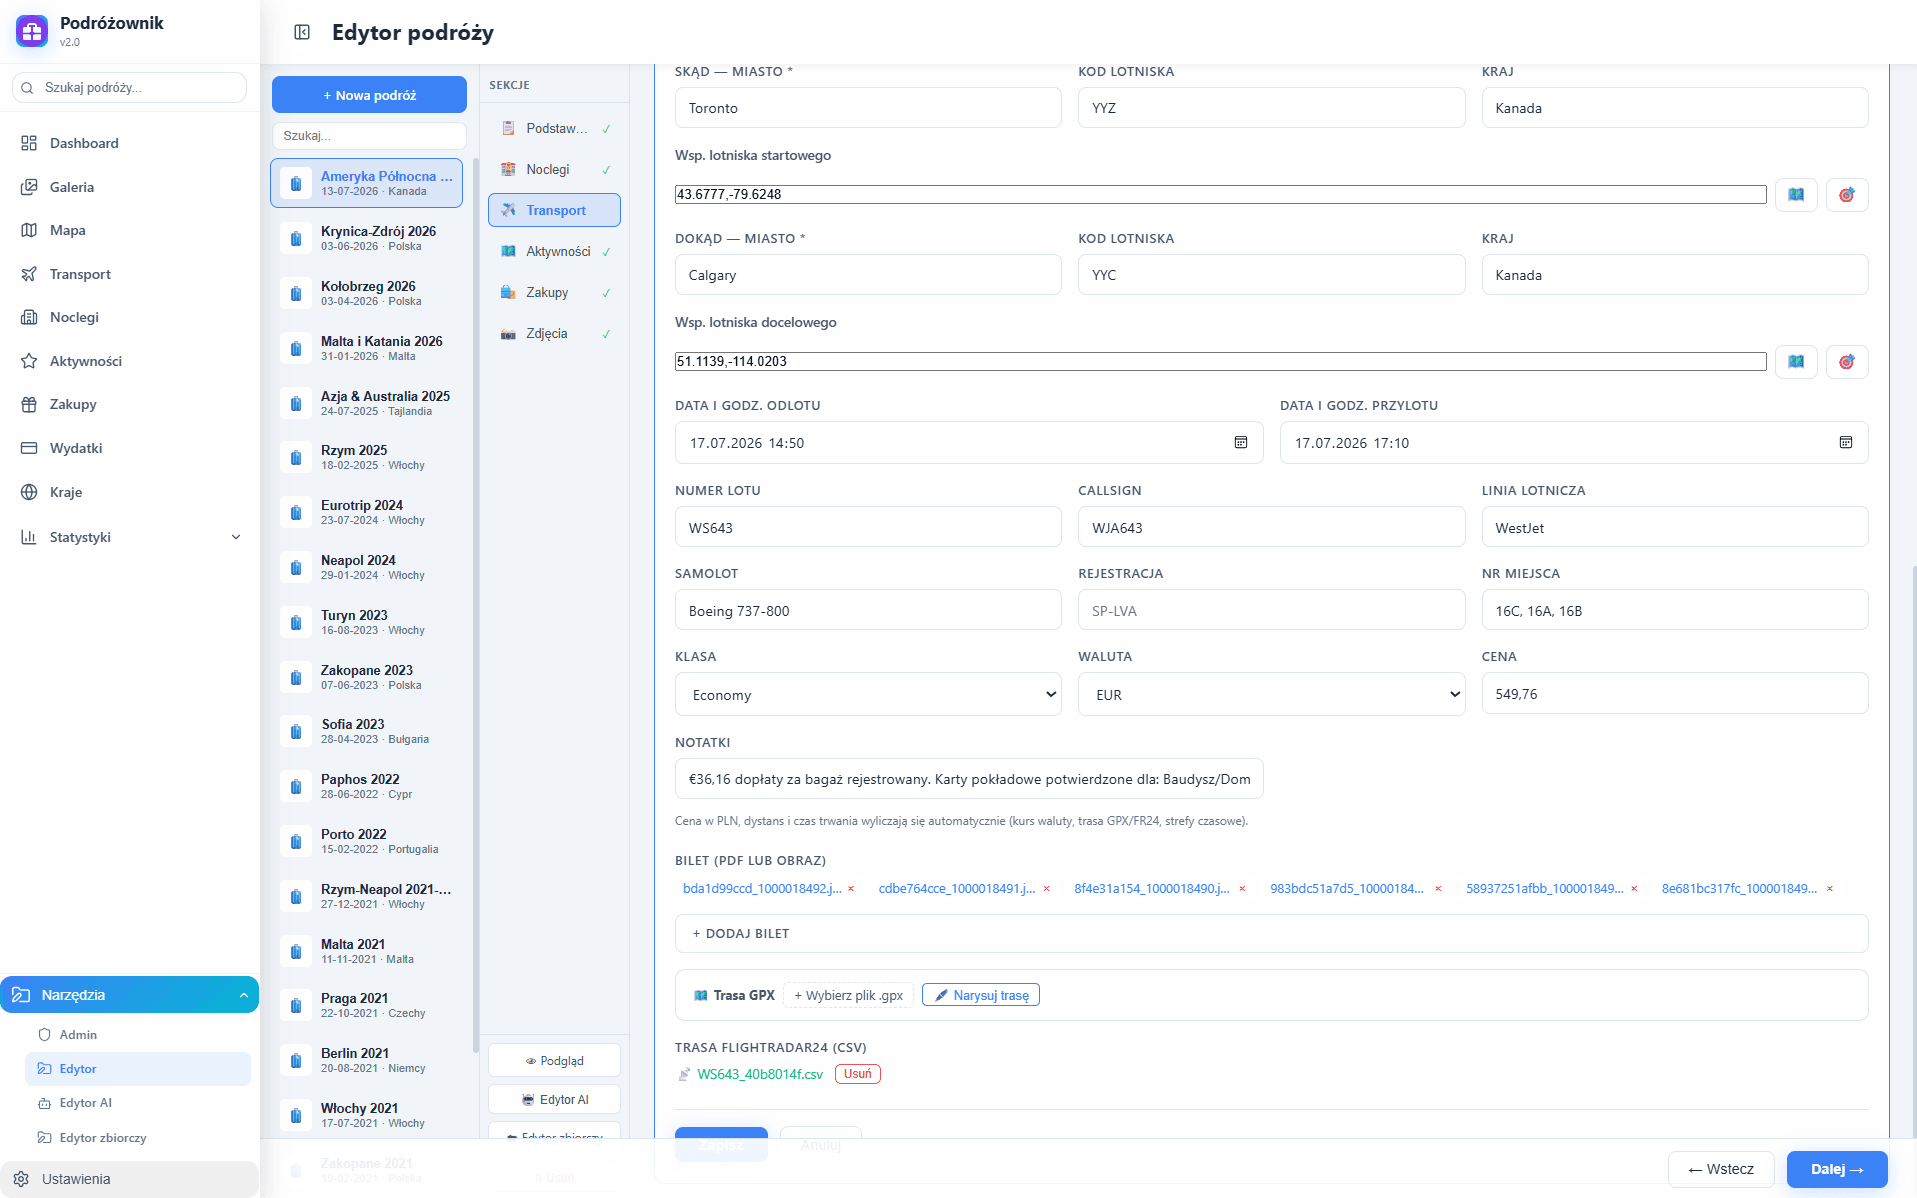 Podróżownik
v2.0
Szukaj podróży...
Dashboard
Galeria
Mapa
Transport
Noclegi
Aktywności
Zakupy
Wydatki
Kraje
Statystyki
Narzędzia
Admin
Edytor
Edytor AI
Edytor zbiorczy
Ustawienia
Edytor podróży
+ Nowa podróż
Szukaj...
Ameryka Północna ...
13-07-2026 · Kanada
Krynica-Zdrój 2026
03-06-2026 · Polska
Kołobrzeg 2026
03-04-2026 · Polska
Malta i Katania 2026
31-01-2026 · Malta
Azja & Australia 2025
24-07-2025 · Tajlandia
Rzym 2025
18-02-2025 · Włochy
Eurotrip 2024
23-07-2024 · Włochy
Neapol 2024
29-01-2024 · Włochy
Turyn 2023
16-08-2023 · Włochy
Zakopane 2023
07-06-2023 · Polska
Sofia 2023
28-04-2023 · Bułgaria
Paphos 2022
28-06-2022 · Cypr
Porto 2022
15-02-2022 · Portugalia
Rzym-Neapol 2021-...
27-12-2021 · Włochy
Malta 2021
11-11-2021 · Malta
Praga 2021
22-10-2021 · Czechy
Berlin 2021
20-08-2021 · Niemcy
Włochy 2021
17-07-2021 · Włochy
Zakopane 2021
19-02-2021 · Polska
SEKCJE
Podstaw... ✓
Noclegi ✓
Transport
Aktywności ✓
Zakupy ✓
Zdjęcia ✓
Podgląd
Edytor AI
Edytor zbiorczy
Usuń
SKĄD — MIASTO * KOD LOTNISKA KRAJ
Toronto YYZ Kanada
Wsp. lotniska startowego
43.6777,-79.6248
DOKĄD — MIASTO * KOD LOTNISKA KRAJ
Calgary YYC Kanada
Wsp. lotniska docelowego
51.1139,-114.0203
DATA I GODZ. ODLOTU DATA I GODZ. PRZYLOTU
17.07.2026 14:50 17.07.2026 17:10
NUMER LOTU CALLSIGN LINIA LOTNICZA
WS643 WJA643 WestJet
SAMOLOT REJESTRACJA NR MIEJSCA
Boeing 737-800 SP-LVA 16C, 16A, 16B
KLASA WALUTA CENA
Economy EUR 549,76
NOTATKI
€36,16 dopłaty za bagaż rejestrowany. Karty pokładowe potwierdzone dla: Baudysz/Dom
Cena w PLN, dystans i czas trwania wyliczają się automatycznie (kurs waluty, trasa GPX/FR24, strefy czasowe).
BILET (PDF LUB OBRAZ)
bda1d99ccd_1000018492.j... × cdbe764cce_1000018491.j... × 8f4e31a154_1000018490.j... × 983bdc51a7d5_10000184... × 58937251afbb_100001849... × 8e681bc317fc_100001849... ×
+ DODAJ BILET
Trasa GPX + Wybierz plik .gpx Narysuj trasę
TRASA FLIGHTRADAR24 (CSV)
WS643_40b8014f.csv Usuń
Zapisz Anuluj
← Wstecz Dalej →